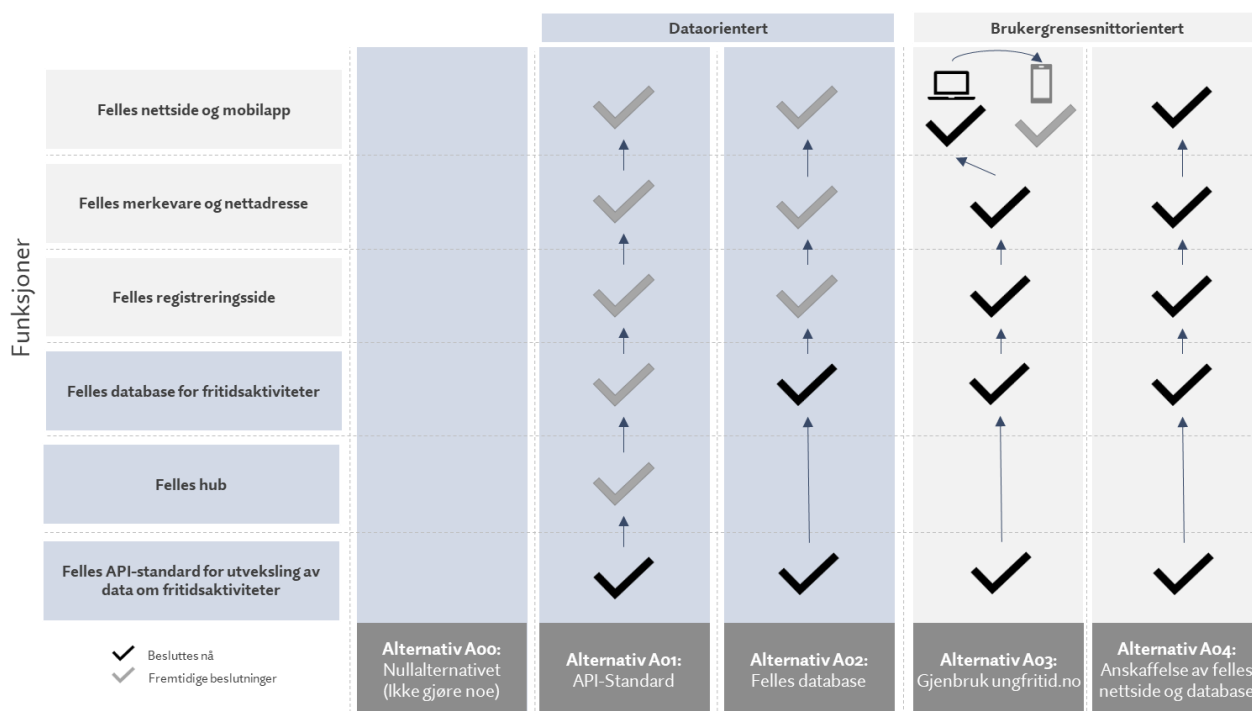 Dataorientert
Brukergrensesnittorientert
Funksjoner
Felles nettside og mobilapp
Felles merkevare og nettadresse
Felles registreringsside
Felles database for fritidsaktiviteter
Felles hub
Felles API-standard for utveksling av
data om fritidsaktiviteter
Besluttes nå
Fremtidige beslutninger
Alternativ A00:
Nullalternativet
(Ikke gjøre noe)
Alternativ A01:
API-Standard
Alternativ A02:
Felles database
Alternativ A03:
Gjenbruk ungfritid.no
Alternativ A04:
Anskaffelse av felles
nettside og database